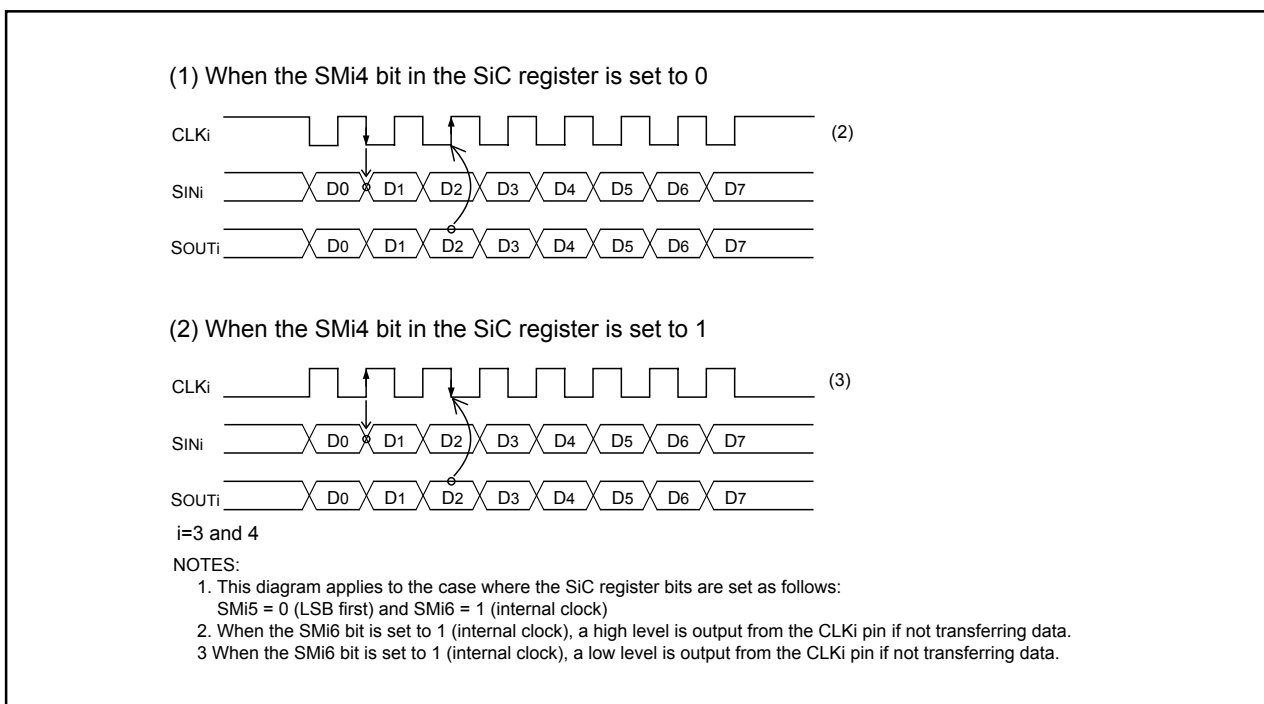 (1) When the SMi4 bit in the SiC register is set to 0
CLKi
(2)
SINi
D0 D1 D2 D3 D4 D5 D6 D7
SOUTi
D0 D1 D2 D3 D4 D5 D6 D7
(2) When the SMi4 bit in the SiC register is set to 1
CLKi
(3)
SINi
D0 D1 D2 D3 D4 D5 D6 D7
SOUTi
D0 D1 D2 D3 D4 D5 D6 D7
i=3 and 4
NOTES:
1. This diagram applies to the case where the SiC register bits are set as follows:
SMi5 = 0 (LSB first) and SMi6 = 1 (internal clock)
2. When the SMi6 bit is set to 1 (internal clock), a high level is output from the CLKi pin if not transferring data.
3 When the SMi6 bit is set to 1 (internal clock), a low level is output from the CLKi pin if not transferring data.